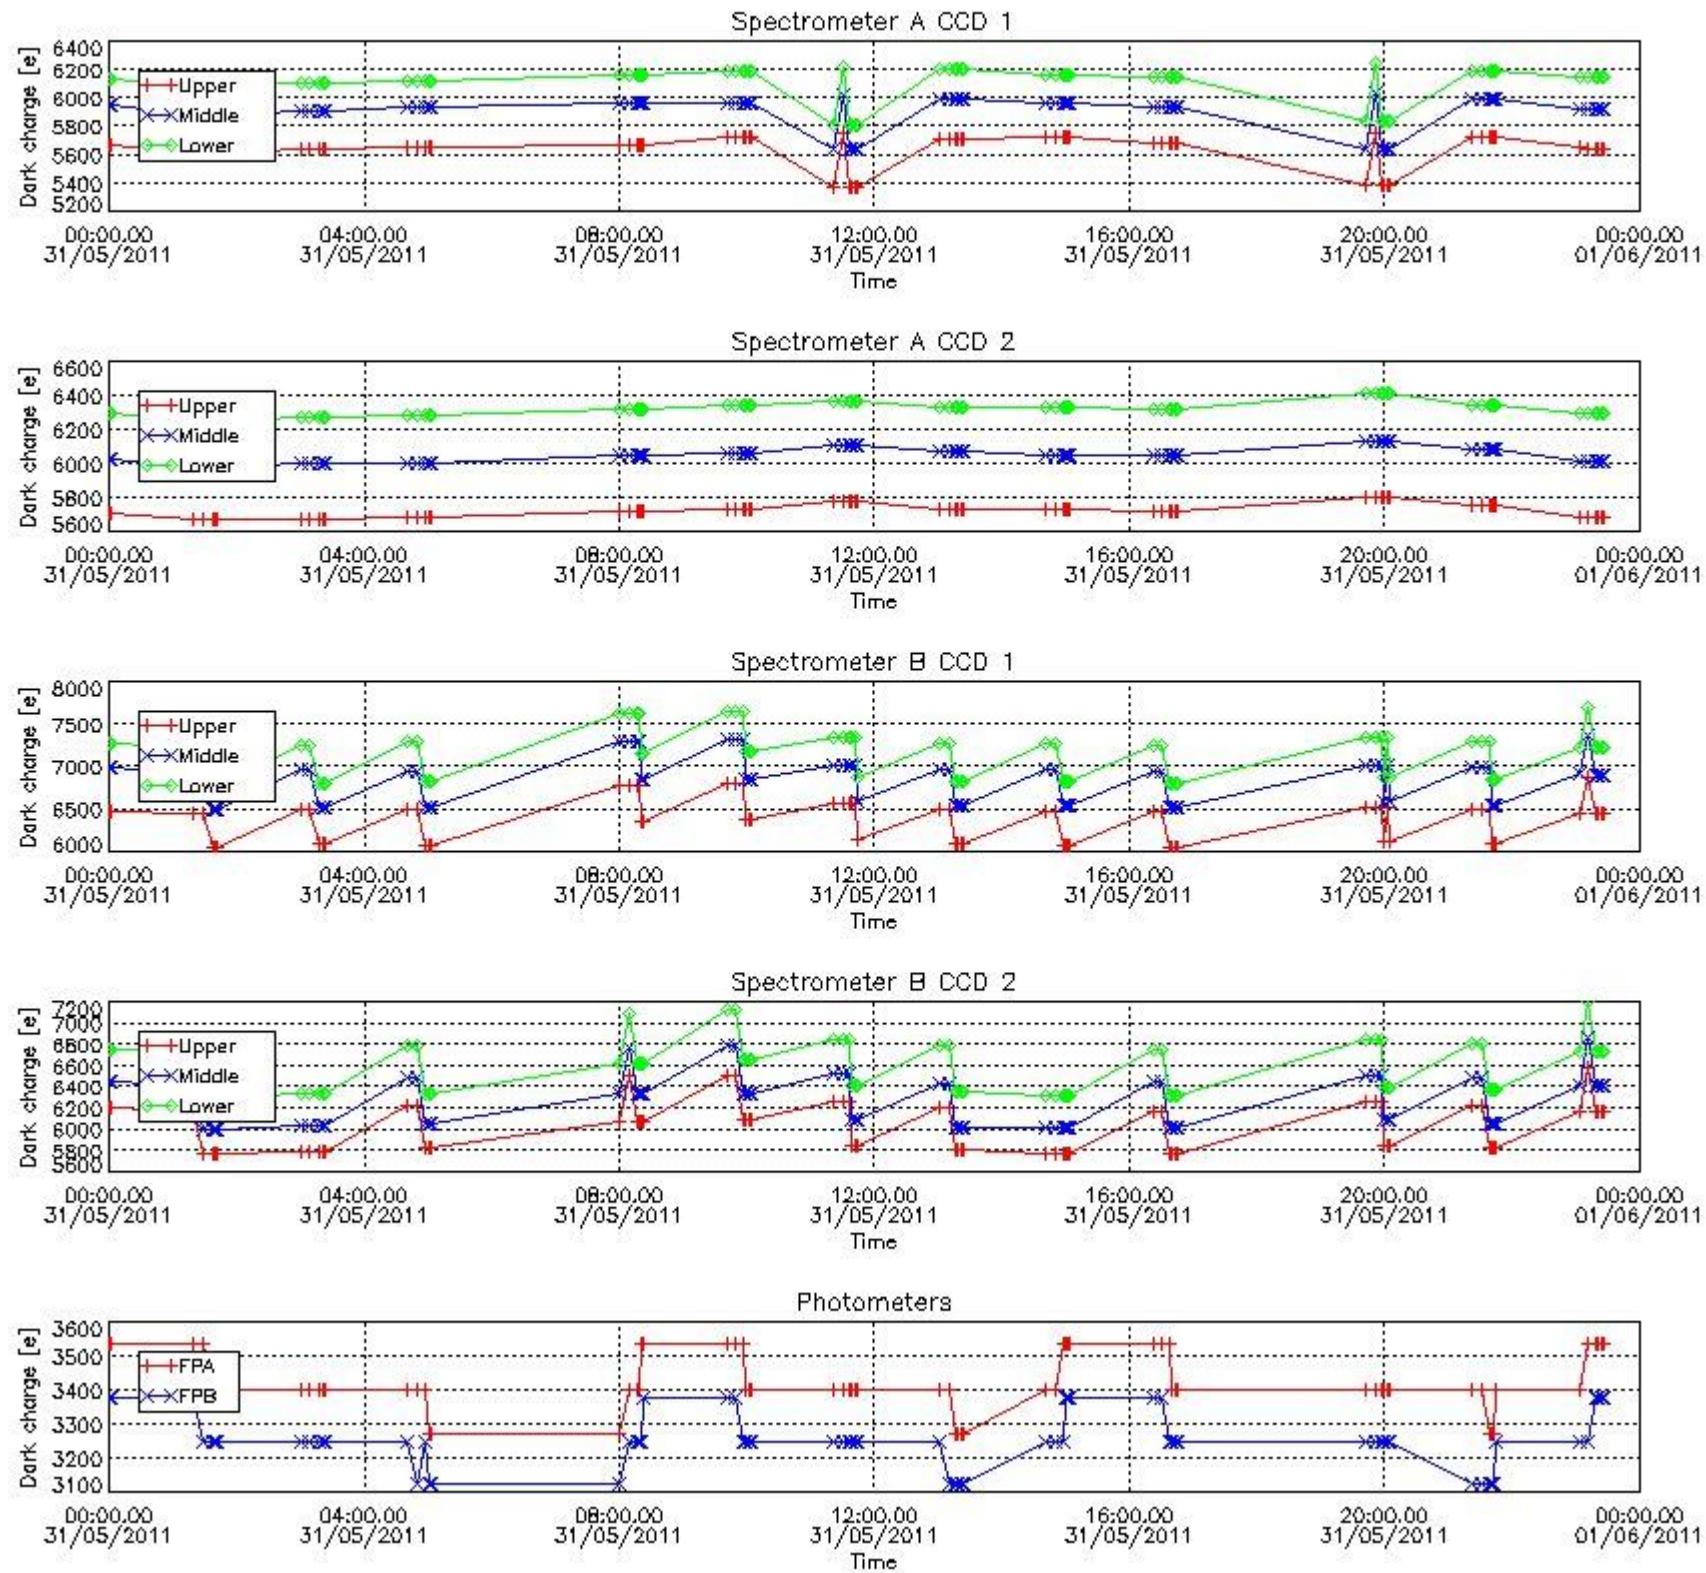 Spectrometer A CCD 1
Dark charge [e]
6400
6200
6000
5800
5600
5400
5200
Upper
Middle
Lower
00:00.00 04:00.00 08:00.00 12:00.00 16:00.00 20:00.00 00:00.00
31/05/2011 31/05/2011 31/05/2011 31/05/2011 31/05/2011 31/05/2011 01/06/2011
Time
Spectrometer A CCD 2
Dark charge [e]
6600
6400
6200
6000
5800
5600
Upper
Middle
Lower
00:00.00 04:00.00 08:00.00 12:00.00 16:00.00 20:00.00 00:00.00
31/05/2011 31/05/2011 31/05/2011 31/05/2011 31/05/2011 31/05/2011 01/06/2011
Time
Spectrometer B CCD 1
Dark charge [e]
8000
7500
7000
6500
6000
Upper
Middle
Lower
00:00.00 04:00.00 08:00.00 12:00.00 16:00.00 20:00.00 00:00.00
31/05/2011 31/05/2011 31/05/2011 31/05/2011 31/05/2011 31/05/2011 01/06/2011
Time
Spectrometer B CCD 2
Dark charge [e]
7200
7000
6800
6600
6400
6200
6000
5800
5600
Upper
Middle
Lower
00:00.00 04:00.00 08:00.00 12:00.00 16:00.00 20:00.00 00:00.00
31/05/2011 31/05/2011 31/05/2011 31/05/2011 31/05/2011 31/05/2011 01/06/2011
Time
Photometers
Dark charge [e]
3600
3500
3400
3300
3200
3100
FPA
FPB
00:00.00 04:00.00 08:00.00 12:00.00 16:00.00 20:00.00 00:00.00
31/05/2011 31/05/2011 31/05/2011 31/05/2011 31/05/2011 31/05/2011 01/06/2011
Time